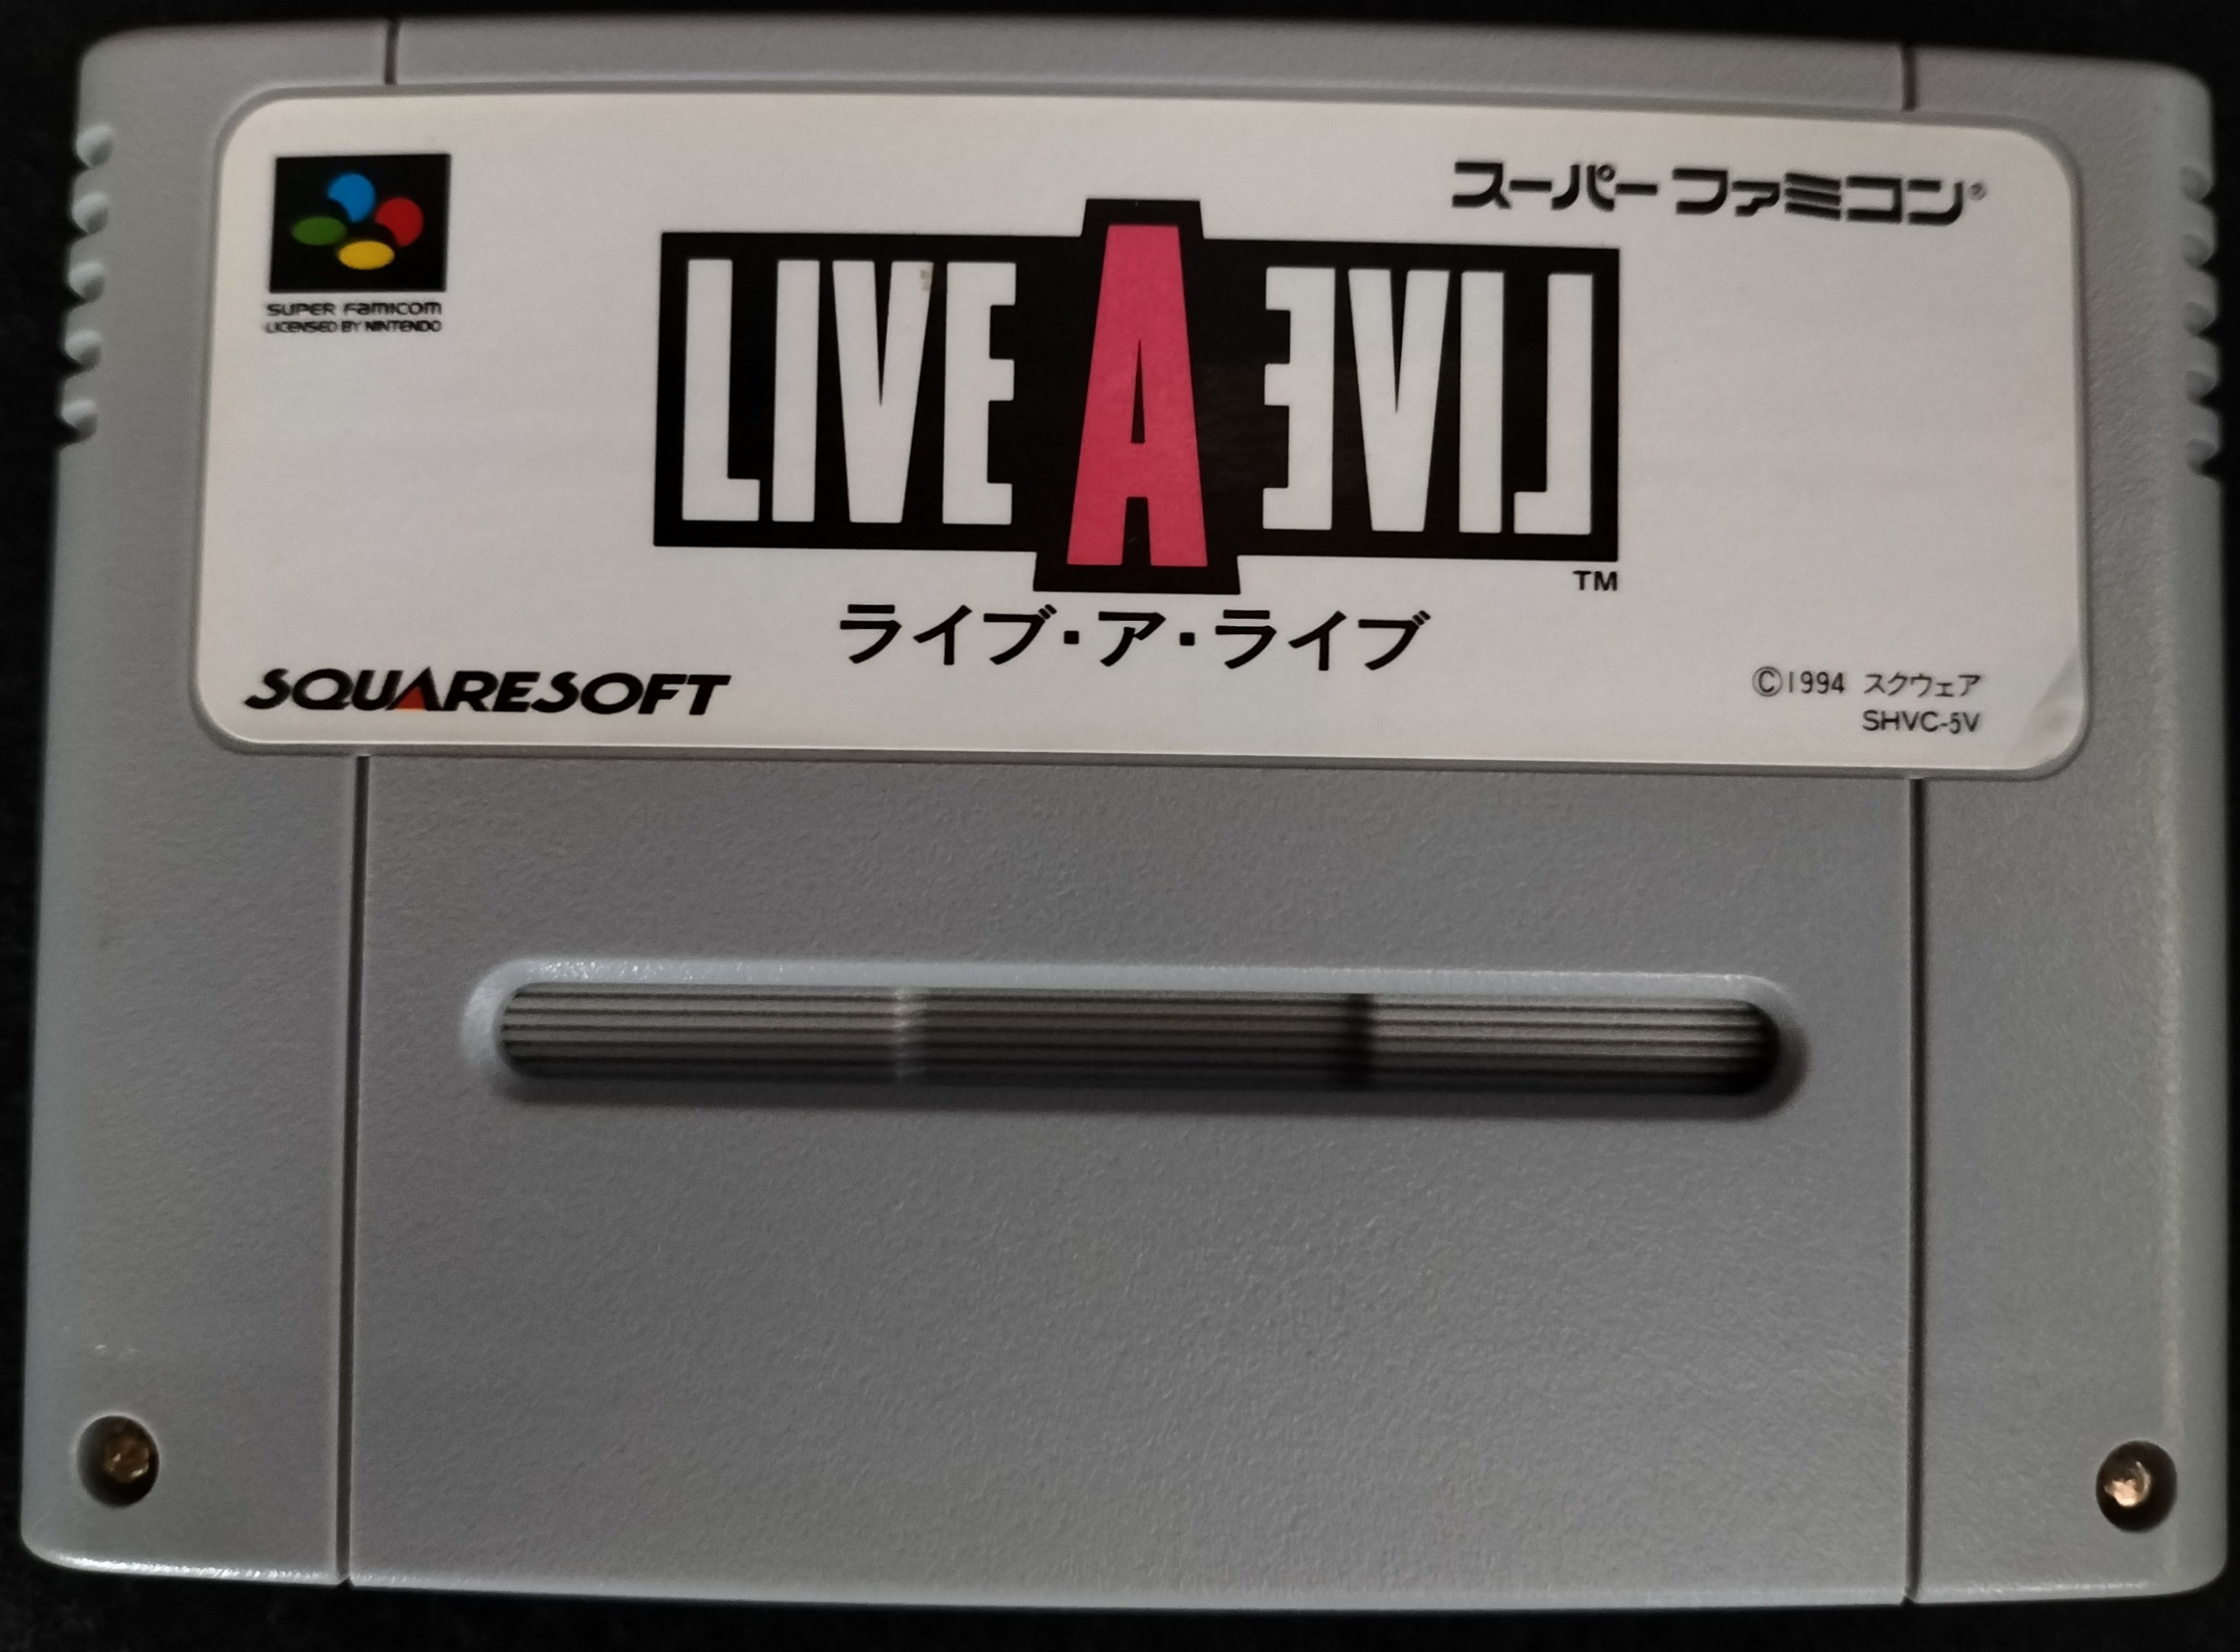 スーパーファミコン®
SUPER FAMICOM
LICENSED BY NINTENDO
LIVE A EVIL
TM
ライブ・ア・ライブ
SQUARESOFT
©1994 スクウェア
SHVC-5V